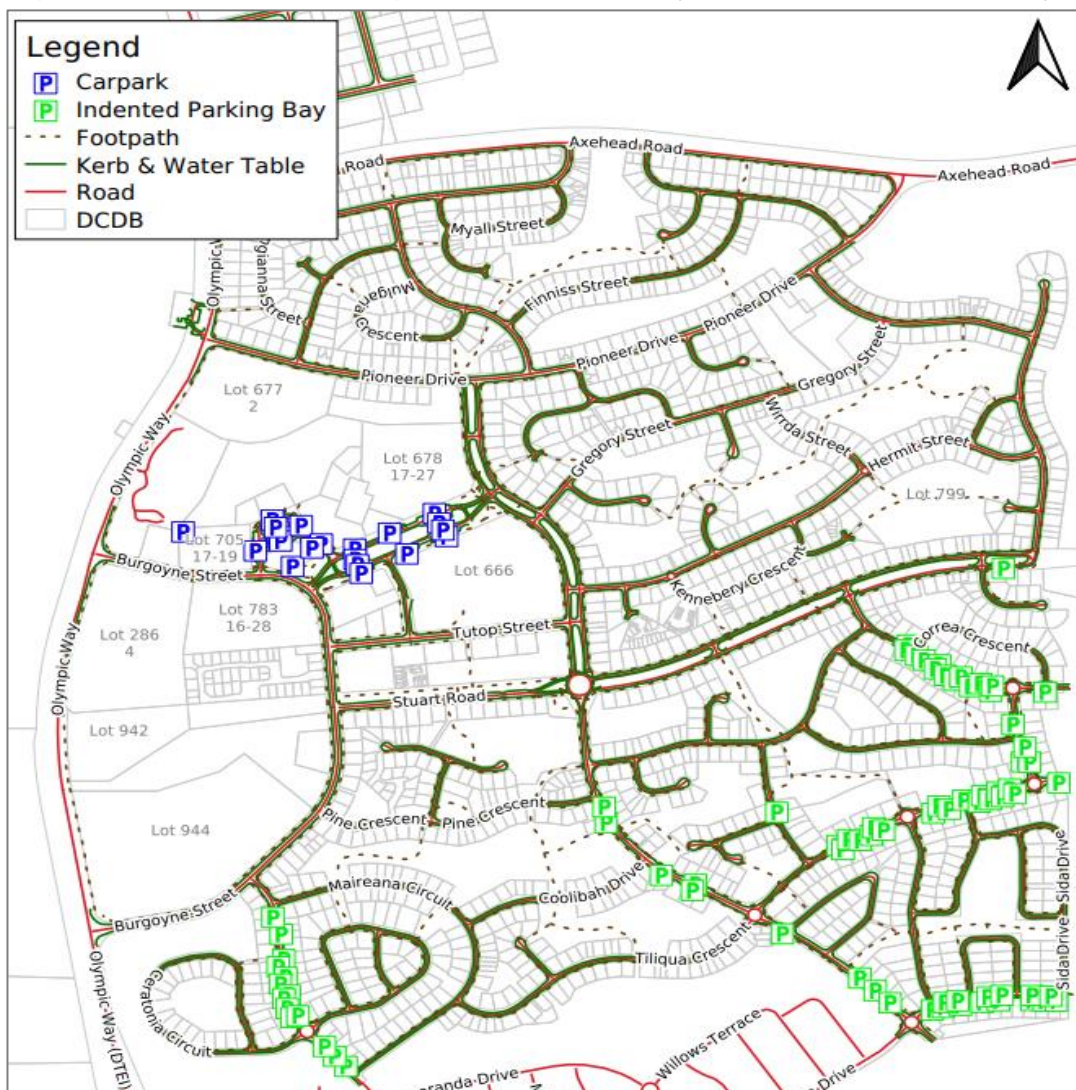 Legend
P Carpark
P Indented Parking Bay
Footpath
Kerb & Water Table
Road
DCDB
Axehead Road
Road
Axehead Road
Myall Street
Olympic
Street
Mulgaria
Crescent
Finniss Street
Pioneer Drive
Pioneer Drive
Pioneer Drive
Gregory Street
Lot 677
2
Wirrda Street
Gregory Street
Hermit Street
Olympic Way
Lot 678
17-27
Lot 799
Lot 705
17-19
Burgoyne Street
Lot 666
Kennebery Crescent
Lot 783
16-28
Lot 286
4
Tutop Street
Correa Crescent
Olympic Way
Stuart Road
Lot 942
Pine Crescent
Pine Crescent
Lot 944
Maireana Circuit
Coolibah Drive
Sida Drive
Sida Drive
Burgoyne Street
Tiliqua Crescent
Ceratonia Circuit
Olympic Way (DTEI)
Willows Terrace
Drive
Drive